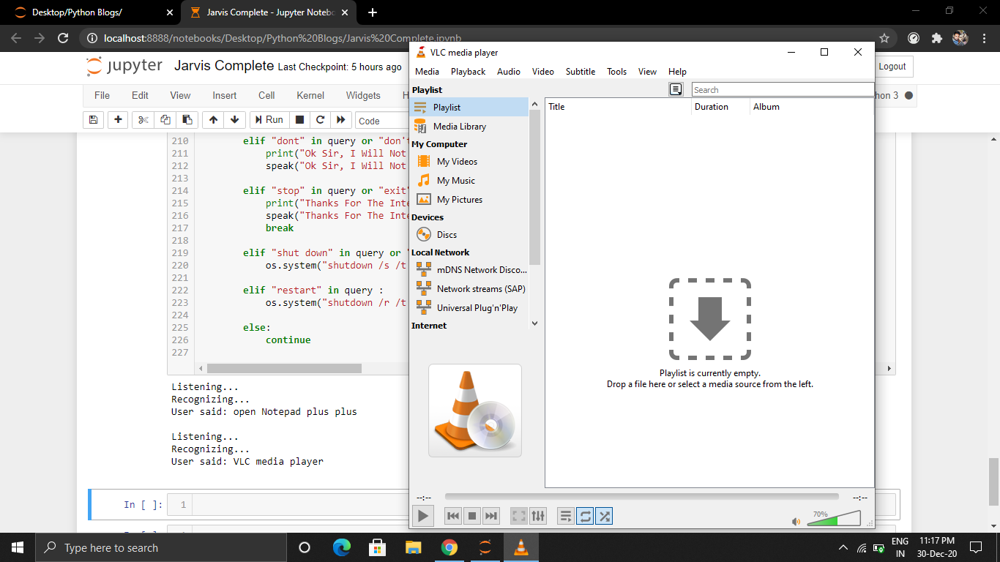 Desktop/Python Blogs/
Jarvis Complete - Jupyter Notebo
localhost:8888/notebooks/Desktop/Python%20Blogs/Jarvis%20Complete.ipynb
jupyter Jarvis Complete Last Checkpoint: 5 hours ago
Logout
File Edit View Insert Cell Kernel Widgets H
hon 3
Run
Code
210 elif "dont" in query or "don't
211 print("Ok Sir, I Will Not
212 speak("Ok Sir, I Will Not
213
214 elif "stop" in query or "exit"
215 print("Thanks For The Inte
216 speak("Thanks For The Inte
217 break
218
219 elif "shut down" in query or "
220 os.system("shutdown /s /t
221
222 elif "restart" in query :
223 os.system("shutdown /r /t
224
225 else:
226 continue
227
Listening...
Recognizing...
User said: open Notepad plus plus
Listening...
Recognizing...
User said: VLC media player
In [ ]: 1
VLC media player
Media Playback Audio Video Subtitle Tools View Help
Playlist
Search
Playlist
Media Library
My Computer
My Videos
My Music
My Pictures
Devices
Discs
Local Network
mDNS Network Disco...
Network streams (SAP)
Universal Plug'n'Play
Internet
Title Duration Album
Playlist is currently empty.
Drop a file here or select a media source from the left.
--:-- --:--
70%
Type here to search
ENG
IN
11:17 PM
30-Dec-20